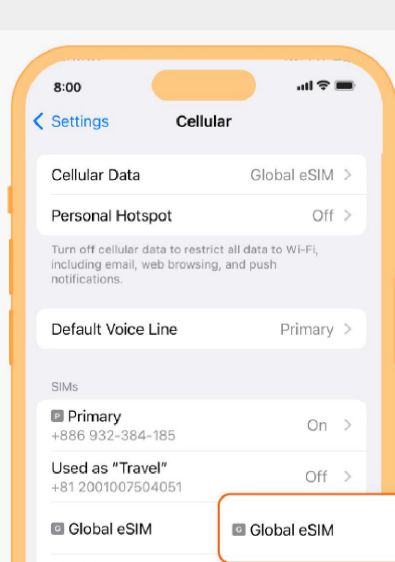 8:00
Settings Cellular
Cellular Data Global eSIM
Personal Hotspot Off
Turn off cellular data to restrict all data to Wi-Fi,
including email, web browsing, and push
notifications.
Default Voice Line Primary
SIMs
P Primary On
+886 932-384-185
Used as "Travel" Off
+81 2001007504051
G Global eSIM
G Global eSIM